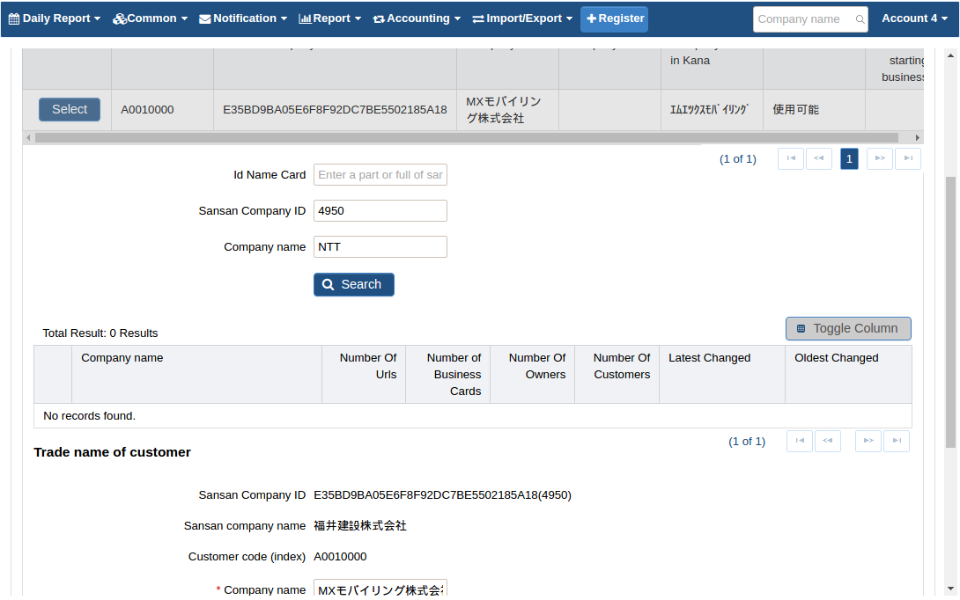 Daily Report Common Notification Report Accounting Import/Export Register Company name Account 4
in Kana
starting
business
Select A0010000 E35BD9BA05E6F8F92DC7BE5502185A18 MXモバイリン ｴﾑｴｯｸｽﾓﾊﾞｲﾘﾝｸﾞ 使用可能
グ株式会社
(1 of 1) 1
Id Name Card Enter a part or full of sar
Sansan Company ID 4950
Company name NTT
Search
Total Result: 0 Results Toggle Column
Company name Number Of Number of Number Of Number Of Latest Changed Oldest Changed
Urls Business Owners Customers
Cards
No records found.
(1 of 1)
Trade name of customer
Sansan Company ID E35BD9BA05E6F8F92DC7BE5502185A18(4950)
Sansan company name 福井建設株式会社
Customer code (index) A0010000
* Company name MXモバイリング株式会